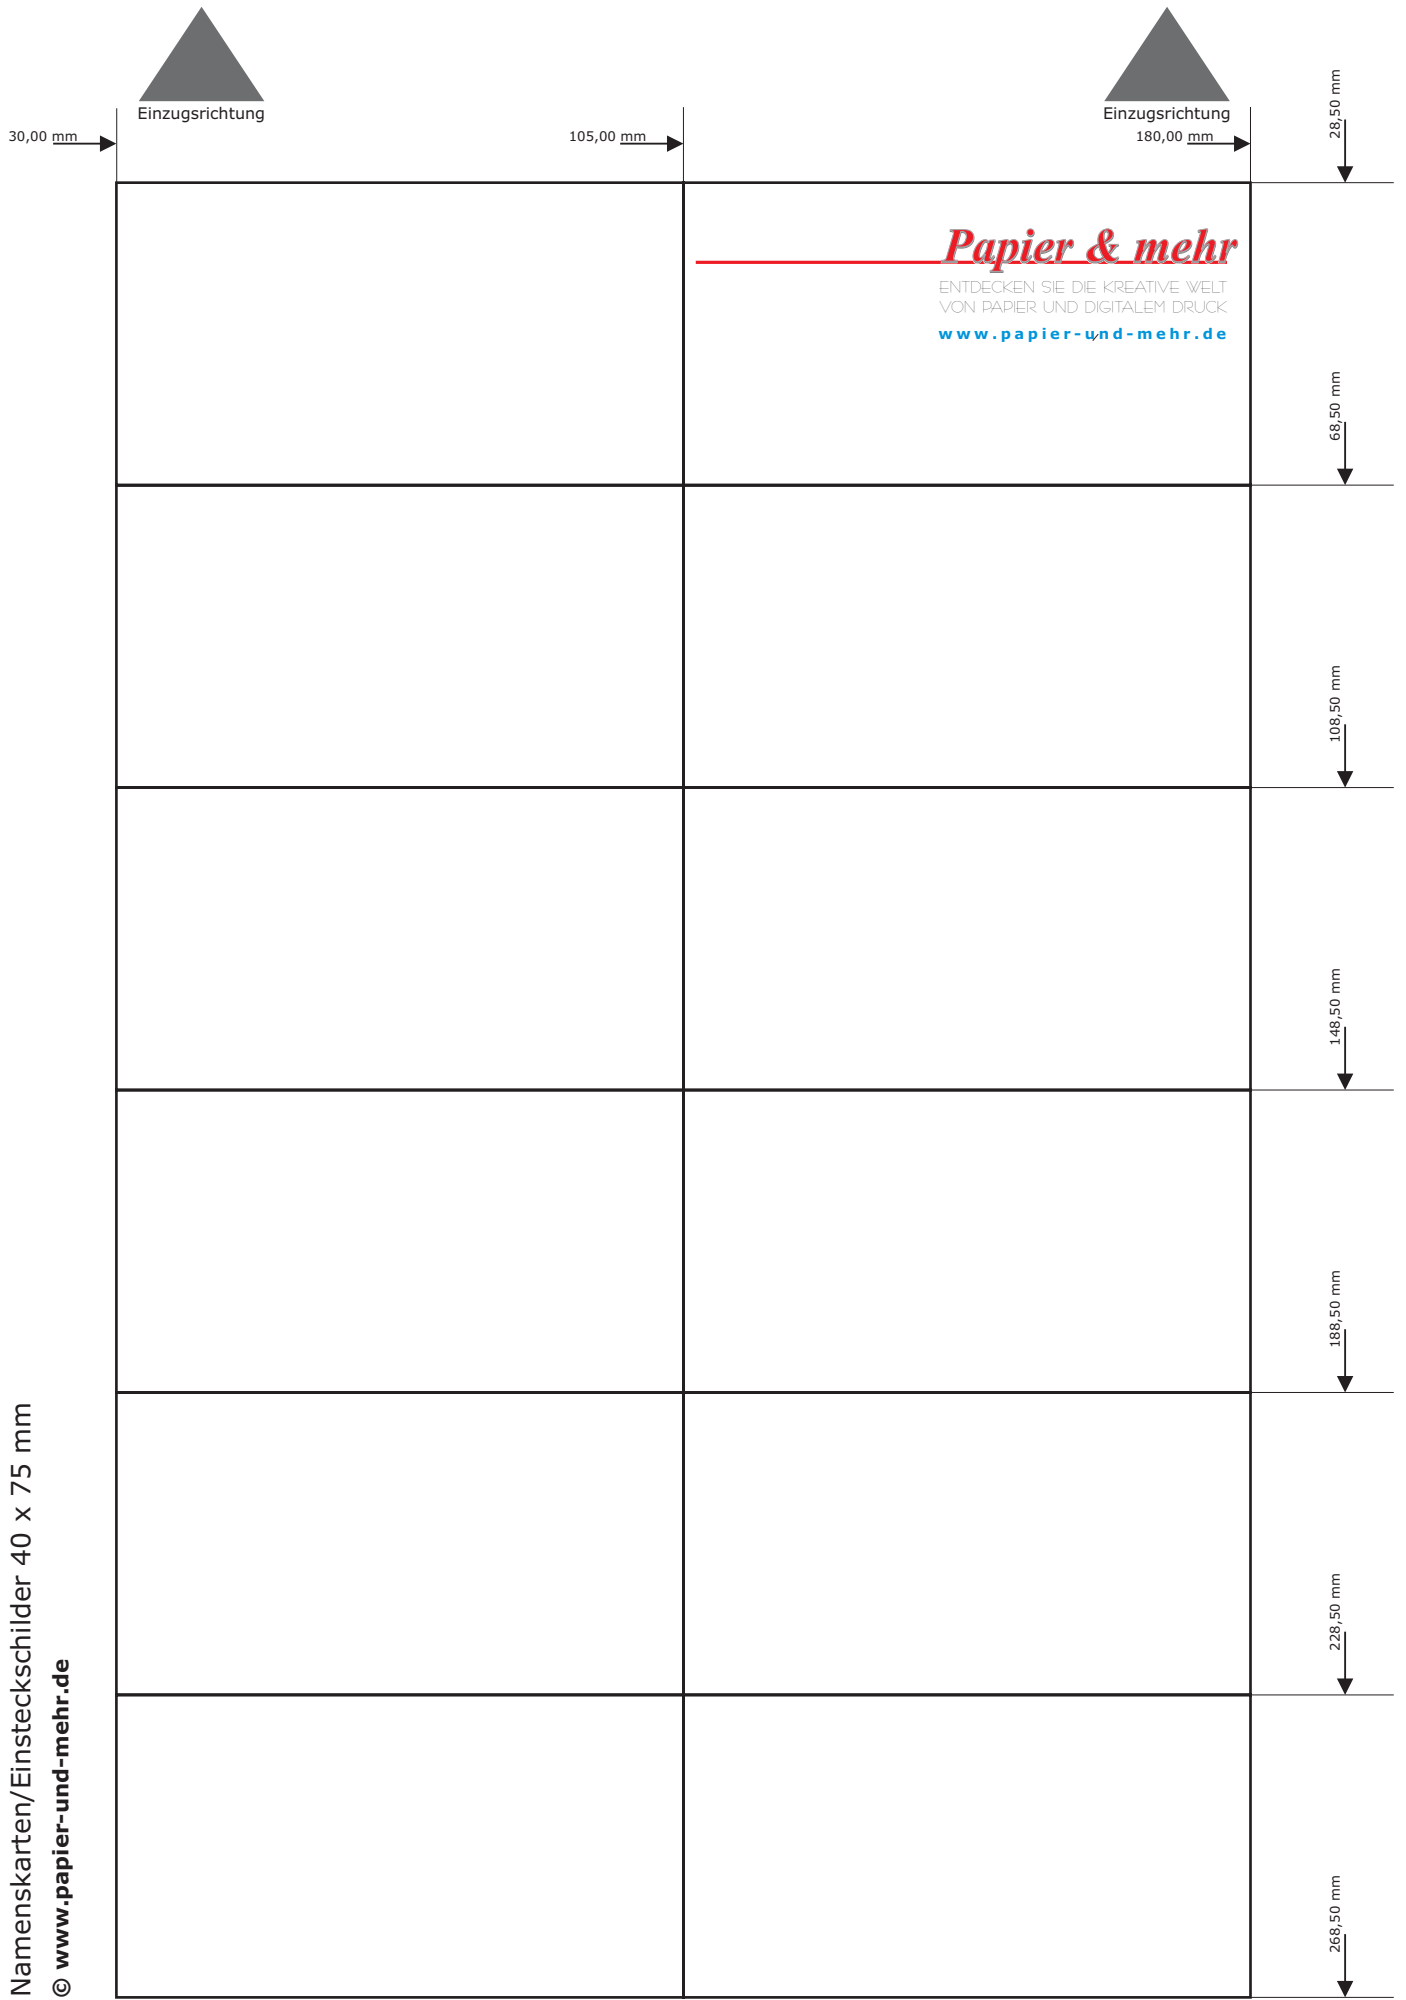 Einzugsrichtung
Einzugsrichtung
30,00 mm
105,00 mm
180,00 mm
28,50 mm
Papier & mehr
ENTDECKEN SIE DIE KREATIVE WELT
VON PAPIER UND DIGITALEM DRUCK
www.papier-und-mehr.de
68,50 mm
108,50 mm
148,50 mm
188,50 mm
228,50 mm
268,50 mm
Namenskarten/Einsteckschilder 40 x 75 mm
© www.papier-und-mehr.de